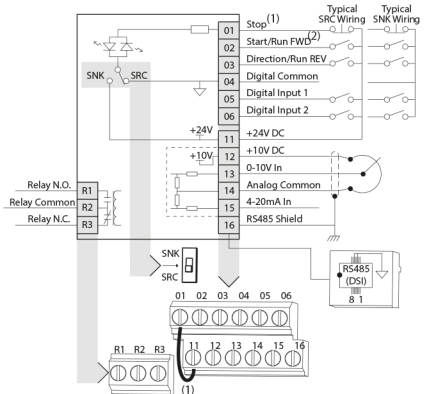 Typical Typical
Stop(1) SRC Wiring SNK Wiring
01
Start/Run FWD(2)
02
Direction/Run REV
03
SNK SRC
Digital Common
04
Digital Input 1
05
Digital Input 2
06
+24V +24V DC
11
+10V DC
+10V 12
0-10V In
13
Relay N.O. Analog Common
R1 14
Relay Common 4-20mA In
R2 15
Relay N.C. RS485 Shield
R3 16
SNK
SRC
RS485
(DSI)
8 1
01 02 03 04 05 06
R1 R2 R3 11 12 13 14 15 16
(1)